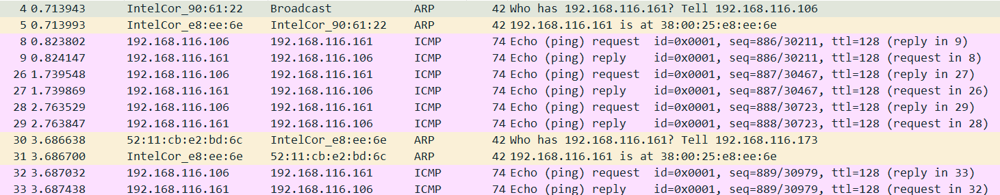 4 0.713943 IntelCor_90:61:22 Broadcast ARP 42 Who has 192.168.116.161? Tell 192.168.116.106
5 0.713993 IntelCor_e8:ee:6e IntelCor_90:61:22 ARP 42 192.168.116.161 is at 38:00:25:e8:ee:6e
8 0.823802 192.168.116.106 192.168.116.161 ICMP 74 Echo (ping) request id=0x0001, seq=886/30211, ttl=128 (reply in 9)
9 0.824147 192.168.116.161 192.168.116.106 ICMP 74 Echo (ping) reply id=0x0001, seq=886/30211, ttl=128 (request in 8)
26 1.739548 192.168.116.106 192.168.116.161 ICMP 74 Echo (ping) request id=0x0001, seq=887/30467, ttl=128 (reply in 27)
27 1.739869 192.168.116.161 192.168.116.106 ICMP 74 Echo (ping) reply id=0x0001, seq=887/30467, ttl=128 (request in 26)
28 2.763529 192.168.116.106 192.168.116.161 ICMP 74 Echo (ping) request id=0x0001, seq=888/30723, ttl=128 (reply in 29)
29 2.763847 192.168.116.161 192.168.116.106 ICMP 74 Echo (ping) reply id=0x0001, seq=888/30723, ttl=128 (request in 28)
30 3.686638 52:11:cb:e2:bd:6c IntelCor_e8:ee:6e ARP 42 Who has 192.168.116.161? Tell 192.168.116.173
31 3.686700 IntelCor_e8:ee:6e 52:11:cb:e2:bd:6c ARP 42 192.168.116.161 is at 38:00:25:e8:ee:6e
32 3.687032 192.168.116.106 192.168.116.161 ICMP 74 Echo (ping) request id=0x0001, seq=889/30979, ttl=128 (reply in 33)
33 3.687438 192.168.116.161 192.168.116.106 ICMP 74 Echo (ping) reply id=0x0001, seq=889/30979, ttl=128 (request in 32)